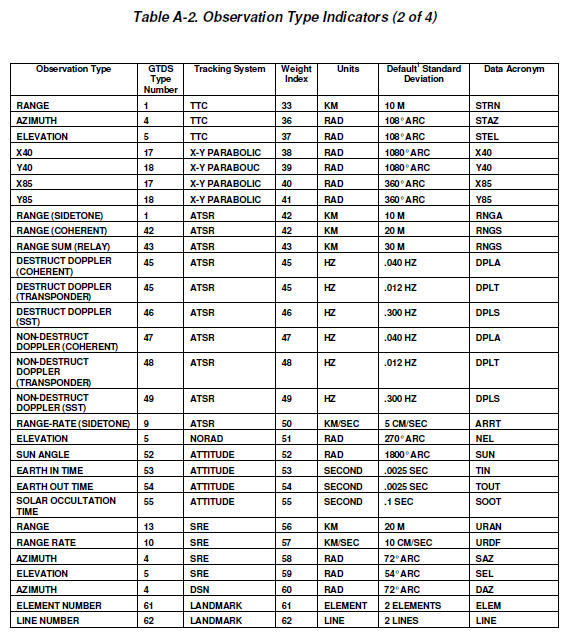 Table A-2. Observation Type Indicators (2 of 4)
Observation Type GTDS Type Number Tracking System Weight Index Units Default† Standard Deviation Data Acronym
RANGE 1 TTC 33 KM 10 M STRN
AZIMUTH 4 TTC 36 RAD 108° ARC STAZ
ELEVATION 5 TTC 37 RAD 108° ARC STEL
X40 17 X-Y PARABOLIC 38 RAD 1080° ARC X40
Y40 18 X-Y PARABOUC 39 RAD 1080° ARC Y40
X85 17 X-Y PARABOLIC 40 RAD 360° ARC X85
Y85 18 X-Y PARABOLIC 41 RAD 360° ARC Y85
RANGE (SIDETONE) 1 ATSR 42 KM 10 M RNGA
RANGE (COHERENT) 42 ATSR 42 KM 20 M RNGS
RANGE SUM (RELAY) 43 ATSR 43 KM 30 M RNGS
DESTRUCT DOPPLER (COHERENT) 45 ATSR 45 HZ .040 HZ DPLA
DESTRUCT DOPPLER (TRANSPONDER) 45 ATSR 45 HZ .012 HZ DPLT
DESTRUCT DOPPLER (SST) 46 ATSR 46 HZ .300 HZ DPLS
NON-DESTRUCT DOPPLER (COHERENT) 47 ATSR 47 HZ .040 HZ DPLA
NON-DESTRUCT DOPPLER (TRANSPONDER) 48 ATSR 48 HZ .012 HZ DPLT
NON-DESTRUCT DOPPLER (SST) 49 ATSR 49 HZ .300 HZ DPLS
RANGE-RATE (SIDETONE) 9 ATSR 50 KM/SEC 5 CM/SEC ARRT
ELEVATION 5 NORAD 51 RAD 270° ARC NEL
SUN ANGLE 52 ATTITUDE 52 RAD 1800° ARC SUN
EARTH IN TIME 53 ATTITUDE 53 SECOND .0025 SEC TIN
EARTH OUT TIME 54 ATTITUDE 54 SECOND .0025 SEC TOUT
SOLAR OCCULTATION TIME 55 ATTITUDE 55 SECOND .1 SEC SOOT
RANGE 13 SRE 56 KM 20 M URAN
RANGE RATE 10 SRE 57 KM/SEC 10 CM/SEC URDF
AZIMUTH 4 SRE 58 RAD 72° ARC SAZ
ELEVATION 5 SRE 59 RAD 54° ARC SEL
AZIMUTH 4 DSN 60 RAD 72° ARC DAZ
ELEMENT NUMBER 61 LANDMARK 61 ELEMENT 2 ELEMENTS ELEM
LINE NUMBER 62 LANDMARK 62 LINE 2 LINES LINE